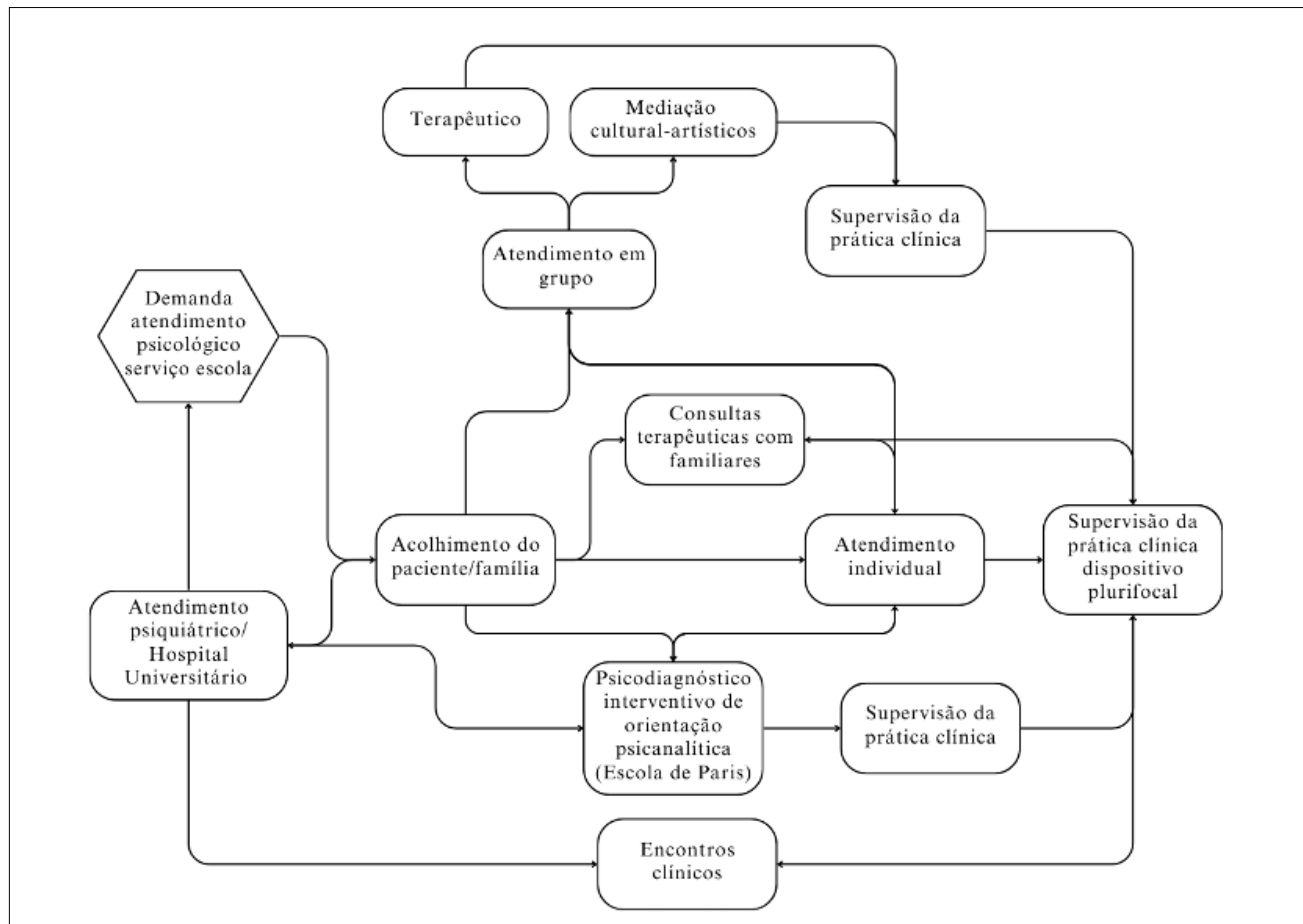 Terapêutico
Mediação
cultural-artísticos
Supervisão da
prática clínica
Atendimento em
grupo
Demanda
atendimento
psicológico
serviço escola
Consultas
terapêuticas com
familiares
Acolhimento do
paciente/família
Atendimento
individual
Supervisão da
prática clínica
dispositivo
plurifocal
Atendimento
psiquiátrico/
Hospital
Universitário
Psicodiagnóstico
interventivo de
orientação
psicanalítica
(Escola de Paris)
Supervisão da
prática clínica
Encontros
clínicos